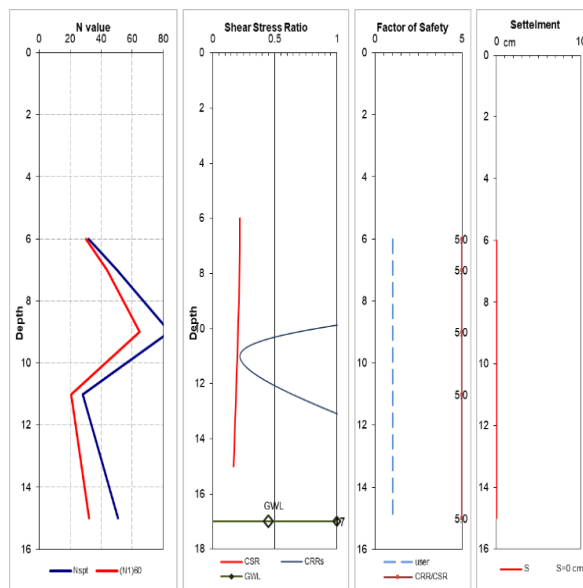 N value
0 20 40 60 80
0
2
4
6
8
10
12
14
16
Depth
Nspt (N1)60
Shear Stress Ratio
0 0.5 1
0
2
4
6
8
10
12
14
16
18
Depth
GWL
17
CSR CRRs
GWL
Factor of Safety
0 5
0
2
4
6
8
10
12
14
16
5.0
5.0
5.0
5.0
5.0
user
CRR/CSR
Settelment
0 cm 10
0
2
4
6
8
10
12
14
16
Depth
S S=0 cm